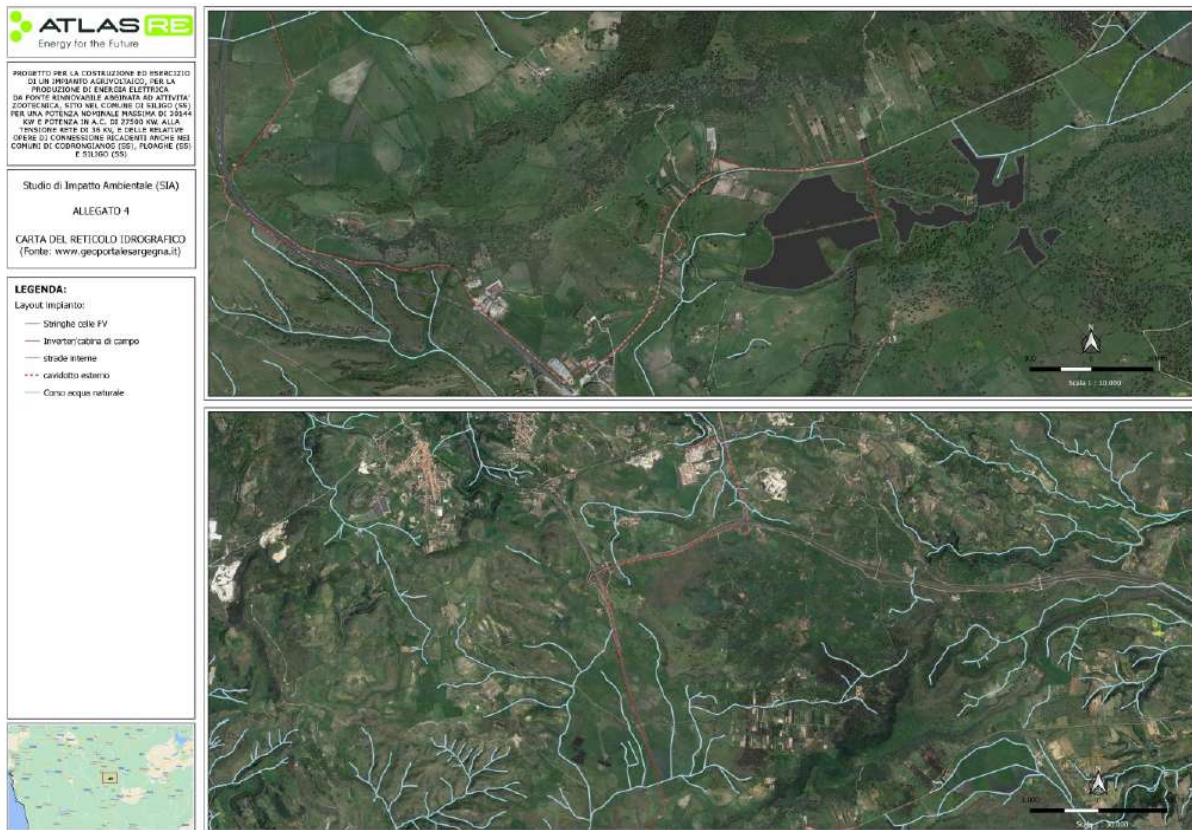 ATLAS RE
Energy for the Future
PROGETTO PER LA COSTRUZIONE ED ESERCIZIO
DI UN IMPIANTO AGRIVOLTAICO, PER LA
PRODUZIONE DI ENERGIA ELETTRICA
DA FONTE RINNOVABILE ABBINATA AD ATTIVITA'
ZOOTECNICA, SITO NEL COMUNE DI SILIGO (SS)
PER UNA POTENZA NOMINALE MASSIMA DI 30144
KW E POTENZA IN A.C. DI 27500 KW, ALLA
TENSIONE RETE DI 36 KV, E DELLE RELATIVE
OPERE DI CONNESSIONE RICADENTI ANCHE NEI
COMUNI DI CODRONGIANOS (SS), PLOAGHE (SS)
E SILIGO (SS)
Studio di Impatto Ambientale (SIA)
ALLEGATO 4
CARTA DEL RETICOLO IDROGRAFICO
(Fonte: www.geoportalesardegna.it)
LEGENDA:
Layout Impianto:
Stringhe celle FV
Inverter/cabina di campo
strade interne
cavidotto esterno
Corso acqua naturale
N
Scala 1 : 10.000
N